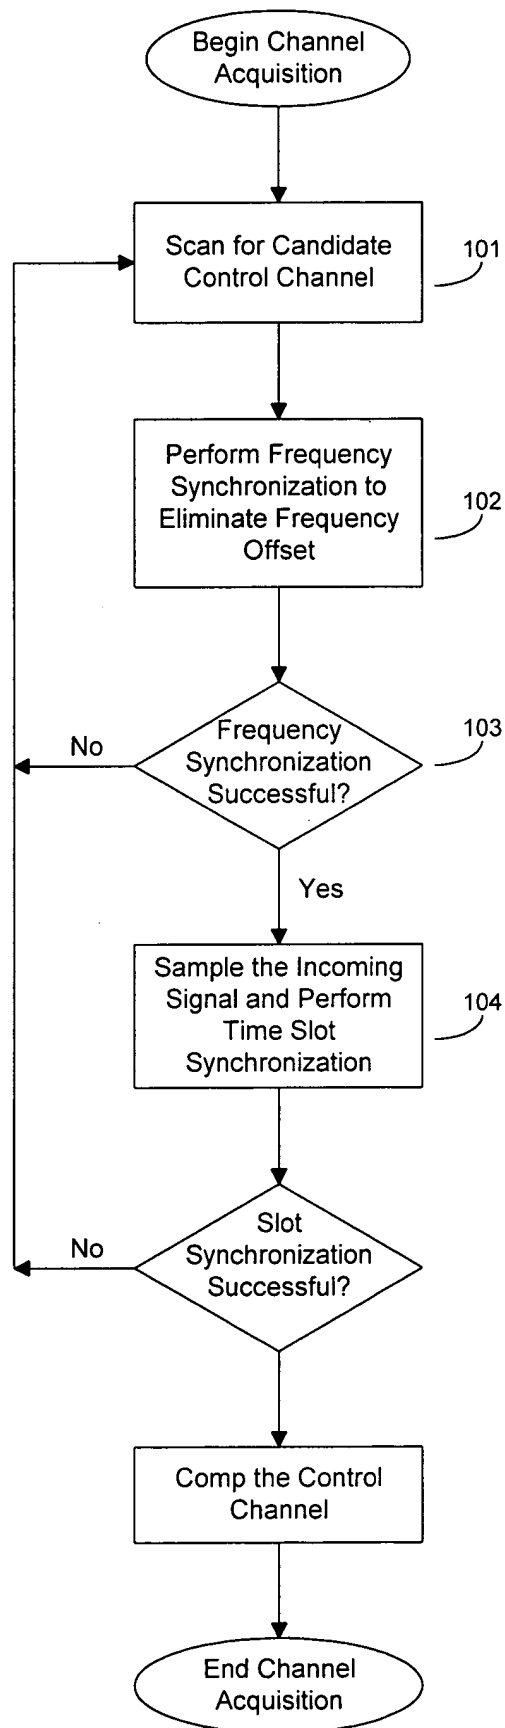 Begin Channel
Acquisition
Scan for Candidate
Control Channel
101
Perform Frequency
Synchronization to
Eliminate Frequency
Offset
102
Frequency
Synchronization
Successful?
103
No
Yes
Sample the Incoming
Signal and Perform
Time Slot
Synchronization
104
Slot
Synchronization
Successful?
No
Comp the Control
Channel
End Channel
Acquisition